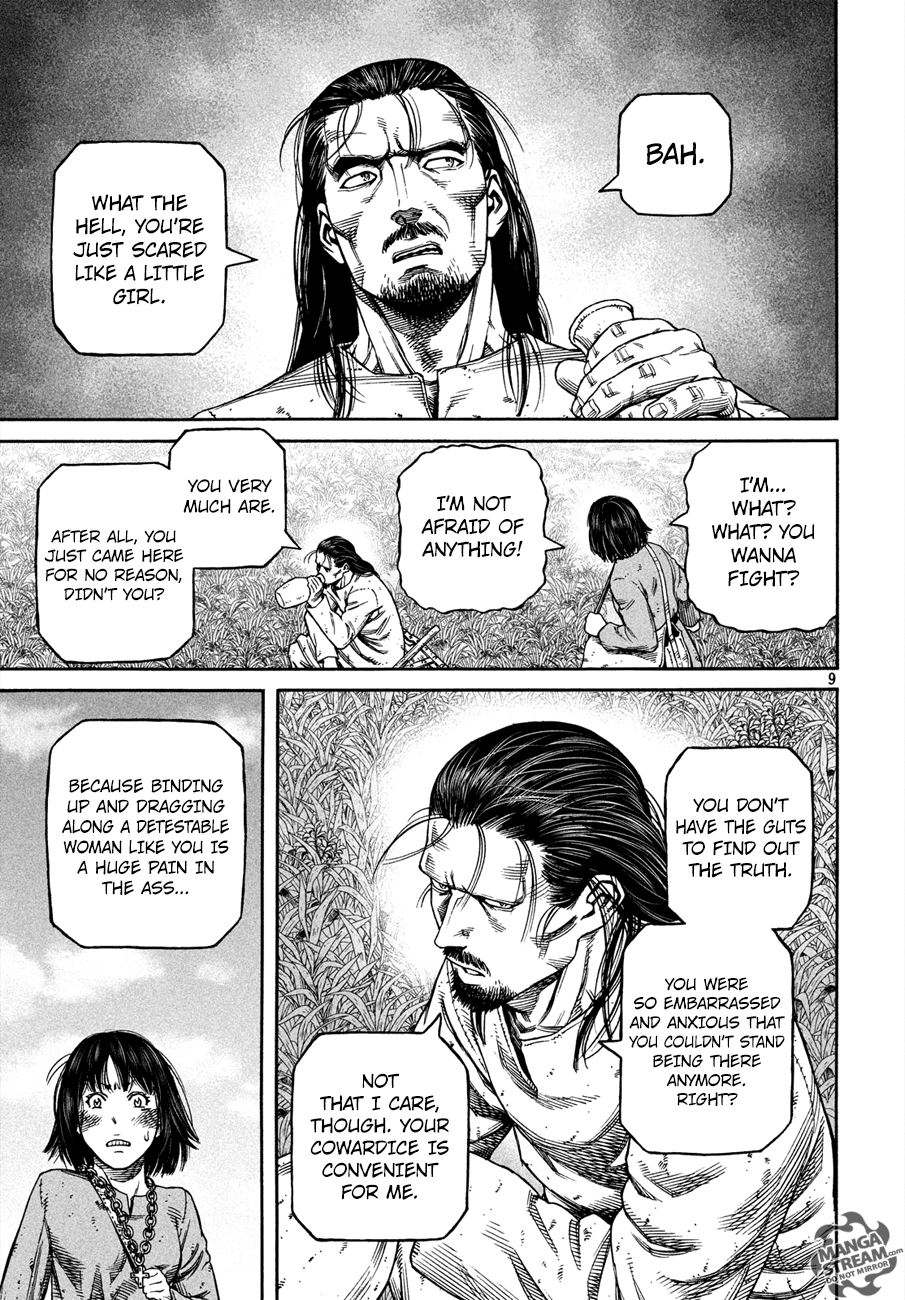 BAH.
WHAT THE
HELL, YOU'RE
JUST SCARED
LIKE A LITTLE
GIRL.
I'M...
WHAT?
WHAT? YOU
WANNA
FIGHT?
I'M NOT
AFRAID OF
ANYTHING!
YOU VERY
MUCH ARE.
AFTER ALL, YOU
JUST CAME HERE
FOR NO REASON,
DIDN'T YOU?
9
YOU DON'T
HAVE THE GUTS
TO FIND OUT
THE TRUTH.
YOU WERE
SO EMBARRASSED
AND ANXIOUS THAT
YOU COULDN'T STAND
BEING THERE
ANYMORE.
RIGHT?
NOT
THAT I CARE,
THOUGH. YOUR
COWARDICE IS
CONVENIENT
FOR ME.
BECAUSE BINDING
UP AND DRAGGING
ALONG A DETESTABLE
WOMAN LIKE YOU IS
A HUGE PAIN IN
THE ASS...
MANGA
STREAM.com
DO NOT MIRROR